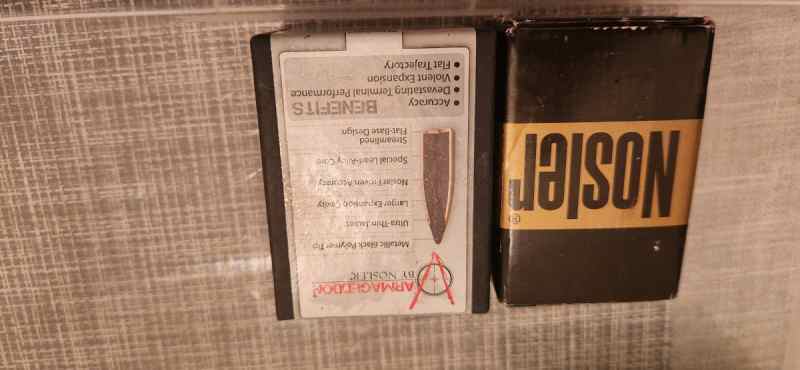 VARMAGEDDON
BY NOSLER®
Metallic Black Polymer Tip
Ultra-Thin Jacket
Larger Expansion Cavity
Nosler Proven Accuracy
Special Lead-Alloy Core
Streamlined
Flat-Base Design
BENEFITS
• Accuracy
• Devastating Terminal Performance
• Violent Expansion
• Flat Trajectory
Nosler®